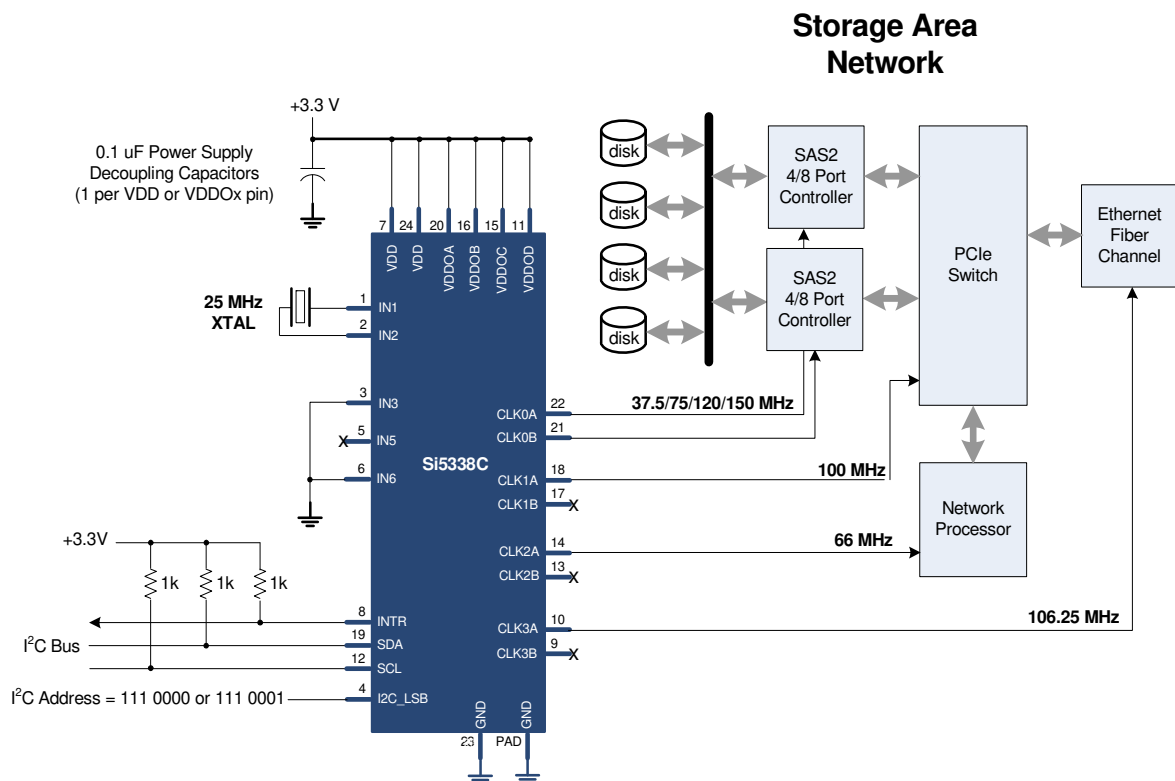 Storage Area
Network
+3.3 V
0.1 uF Power Supply
Decoupling Capacitors
(1 per VDD or VDDOx pin)
7
24
20
16
15
11
VDD
VDD
VDDOA
VDDOB
VDDOC
VDDOD
25 MHz
XTAL
1
IN1
2
IN2
3
IN3
5
X
IN5
6
IN6
Si5338C
22
CLK0A
21
CLK0B
18
CLK1A
17
CLK1B
X
14
CLK2A
13
CLK2B
X
10
CLK3A
9
CLK3B
X
37.5/75/120/150 MHz
100 MHz
66 MHz
106.25 MHz
disk
disk
disk
disk
SAS2
4/8 Port
Controller
SAS2
4/8 Port
Controller
PCIe
Switch
Ethernet
Fiber
Channel
Network
Processor
+3.3V
1k
1k
1k
8
INTR
I²C Bus
19
SDA
12
SCL
I²C Address = 111 0000 or 111 0001
4
I2C_LSB
GND
GND
23
PAD